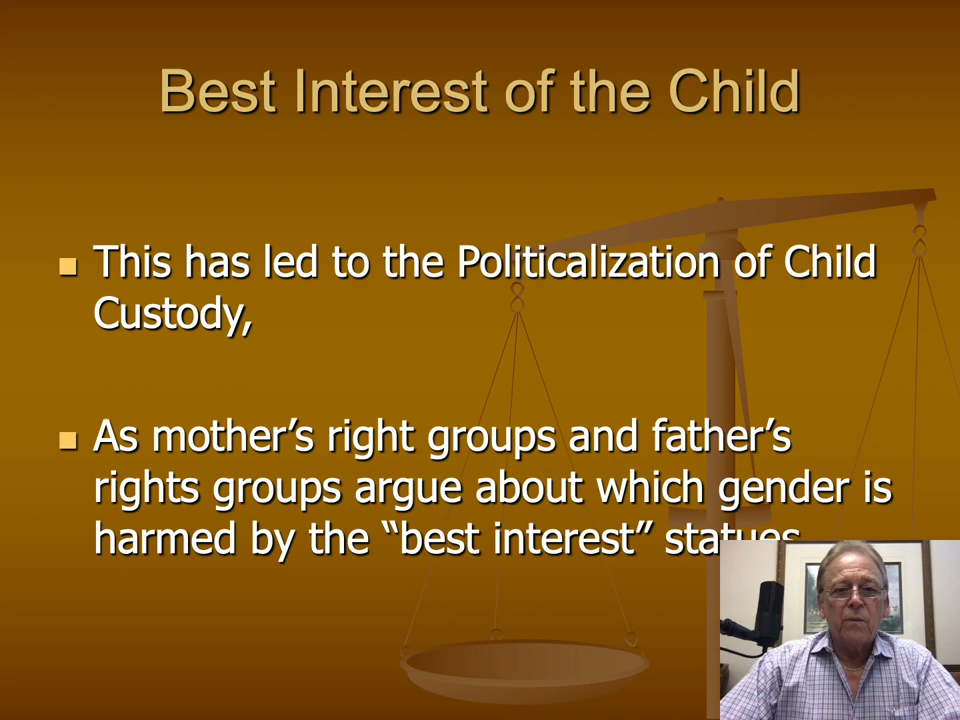 Best Interest of the Child
This has led to the Politicalization of Child
Custody,
As mother’s right groups and father’s
rights groups argue about which gender is
harmed by the “best interest” statues